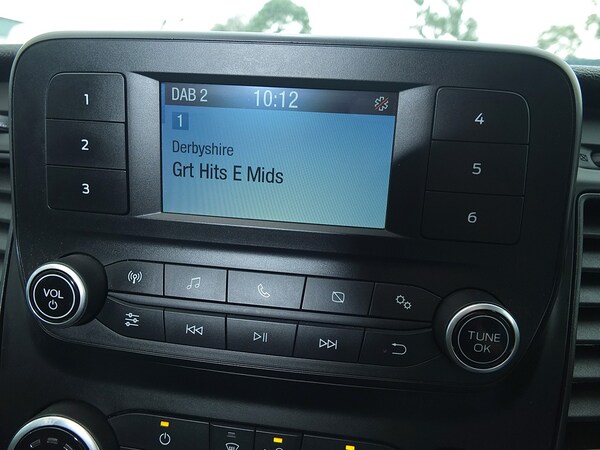 DAB 2 10:12
1
Derbyshire
Grt Hits E Mids
1
2
3
4
5
6
VOL
TUNE
OK